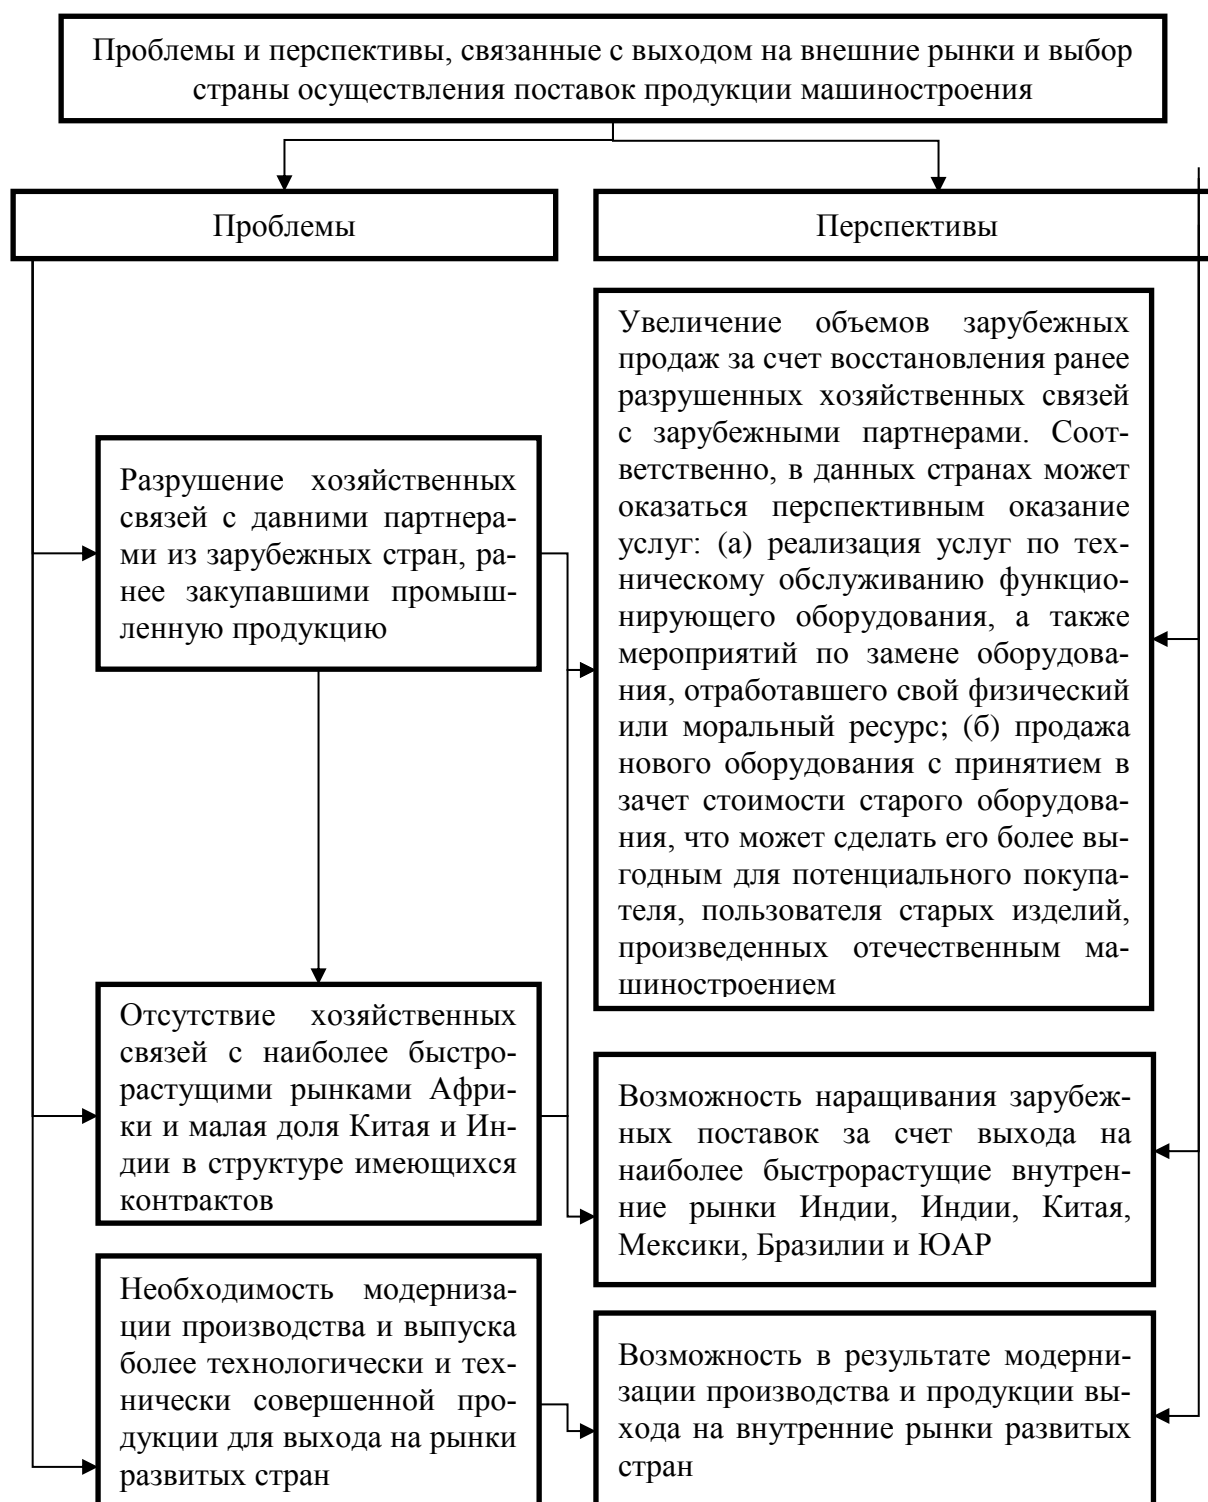 Проблемы и перспективы, связанные с выходом на внешние рынки и выбор
страны осуществления поставок продукции машиностроения
Проблемы
Перспективы
Разрушение хозяйственных
связей с давними партнера-
ми из зарубежных стран, ра-
нее закупавшими промыш-
ленную продукцию
Отсутствие хозяйственных
связей с наиболее быстро-
растущими рынками Афри-
ки и малая доля Китая и Ин-
дии в структуре имеющихся
контрактов
Необходимость модерниза-
ции производства и выпуска
более технологически и тех-
нически совершенной про-
дукции для выхода на рынки
развитых стран
Увеличение объемов зарубежных
продаж за счет восстановления ранее
разрушенных хозяйственных связей
с зарубежными партнерами. Соот-
ветственно, в данных странах может
оказаться перспективным оказание
услуг: (а) реализация услуг по тех-
ническому обслуживанию функцио-
нирующего оборудования, а также
мероприятий по замене оборудова-
ния, отработавшего свой физический
или моральный ресурс; (б) продажа
нового оборудования с принятием в
зачет стоимости старого оборудова-
ния, что может сделать его более вы-
годным для потенциального покупа-
теля, пользователя старых изделий,
произведенных отечественным ма-
шиностроением
Возможность наращивания зарубеж-
ных поставок за счет выхода на
наиболее быстрорастущие внутрен-
ние рынки Индии, Индии, Китая,
Мексики, Бразилии и ЮАР
Возможность в результате модерни-
зации производства и продукции вы-
хода на внутренние рынки развитых
стран